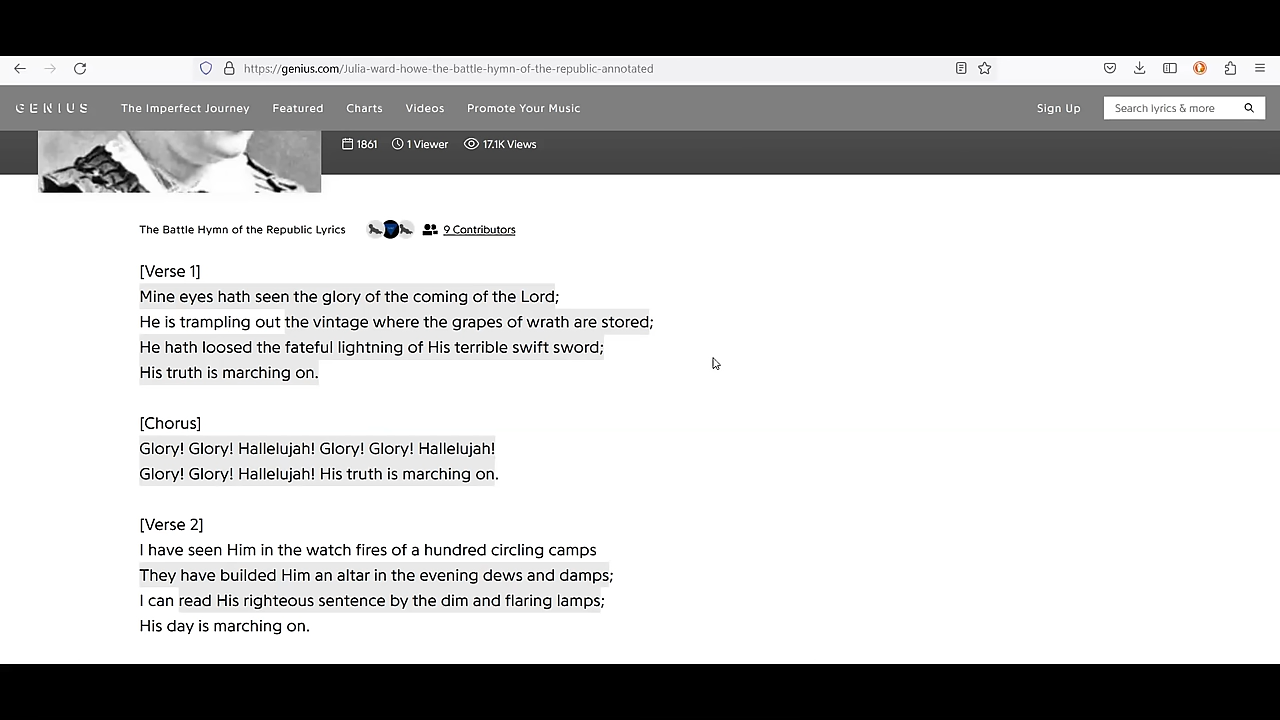 https://genius.com/Julia-ward-howe-the-battle-hymn-of-the-republic-annotated
GENIUS The Imperfect Journey Featured Charts Videos Promote Your Music Sign Up Search lyrics & more
1861 1 Viewer 17.1K Views
The Battle Hymn of the Republic Lyrics 9 Contributors
[Verse 1]
Mine eyes hath seen the glory of the coming of the Lord;
He is trampling out the vintage where the grapes of wrath are stored;
He hath loosed the fateful lightning of His terrible swift sword;
His truth is marching on.
[Chorus]
Glory! Glory! Hallelujah! Glory! Glory! Hallelujah!
Glory! Glory! Hallelujah! His truth is marching on.
[Verse 2]
I have seen Him in the watch fires of a hundred circling camps
They have builded Him an altar in the evening dews and damps;
I can read His righteous sentence by the dim and flaring lamps;
His day is marching on.